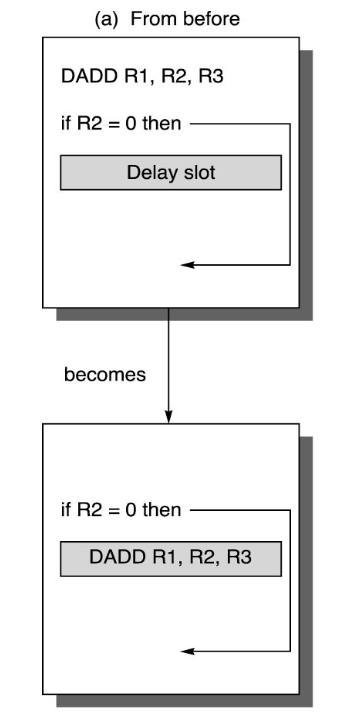 (a) From before
DADD R1, R2, R3
if R2 = 0 then
Delay slot
becomes
if R2 = 0 then
DADD R1, R2, R3